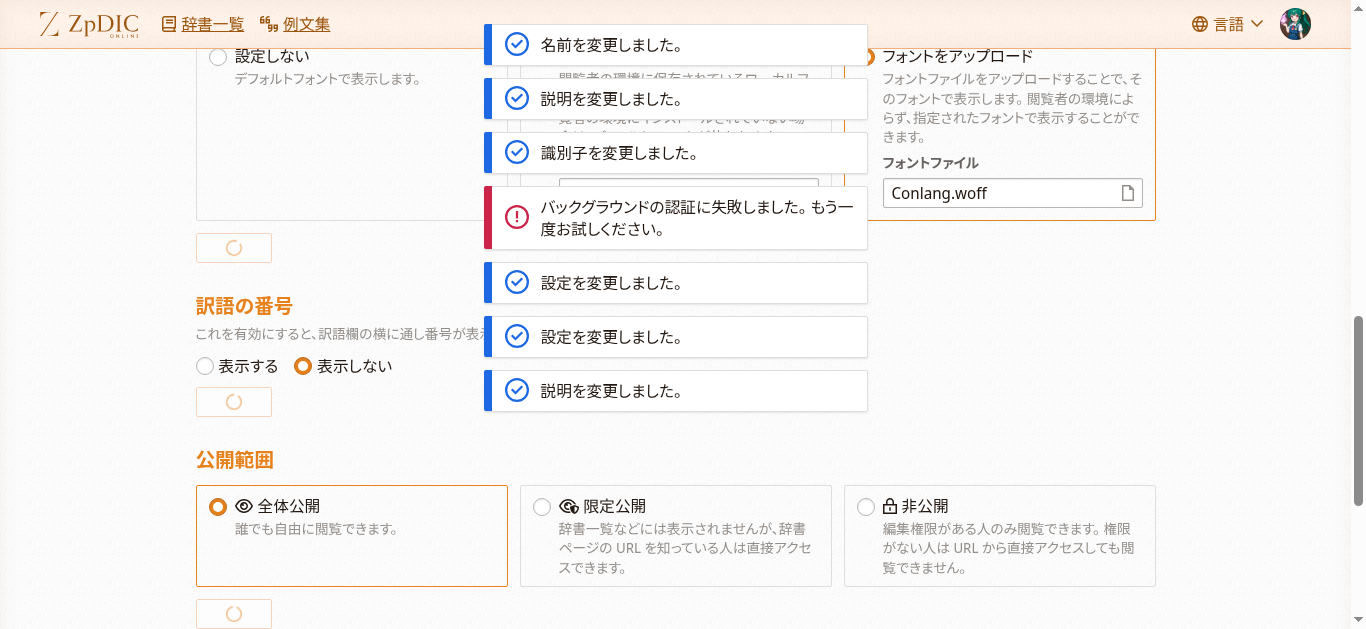 ZpDIC
ONLINE
辞書一覧
例文集
言語
名前を変更しました。
説明を変更しました。
識別子を変更しました。
バックグラウンドの認証に失敗しました。もう一
度お試しください。
設定を変更しました。
設定を変更しました。
説明を変更しました。
設定しない
デフォルトフォントで表示します。
フォントをアップロード
フォントファイルをアップロードすることで、そ
のフォントで表示します。閲覧者の環境によ
らず、指定されたフォントで表示することがで
きます。
フォントファイル
Conlang.woff
訳語の番号
これを有効にすると、訳語欄の横に通し番号が表
表示する
表示しない
公開範囲
全体公開
誰でも自由に閲覧できます。
限定公開
辞書一覧などには表示されませんが、辞書
ページの URL を知っている人は直接アクセ
スできます。
非公開
編集権限がある人のみ閲覧できます。権限
がない人は URL から直接アクセスしても閲
覧できません。